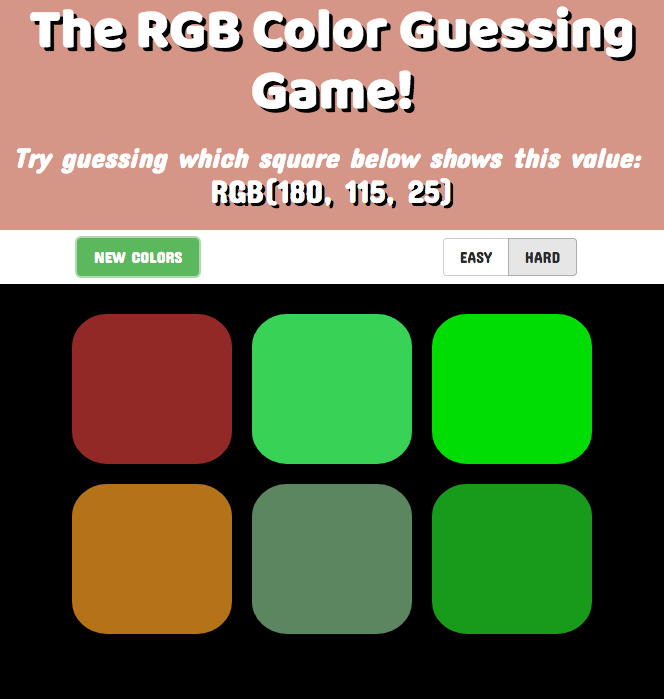 The RGB Color Guessing
Game!
Try guessing which square below shows this value:
RGB(180, 115, 25)
NEW COLORS
EASY HARD